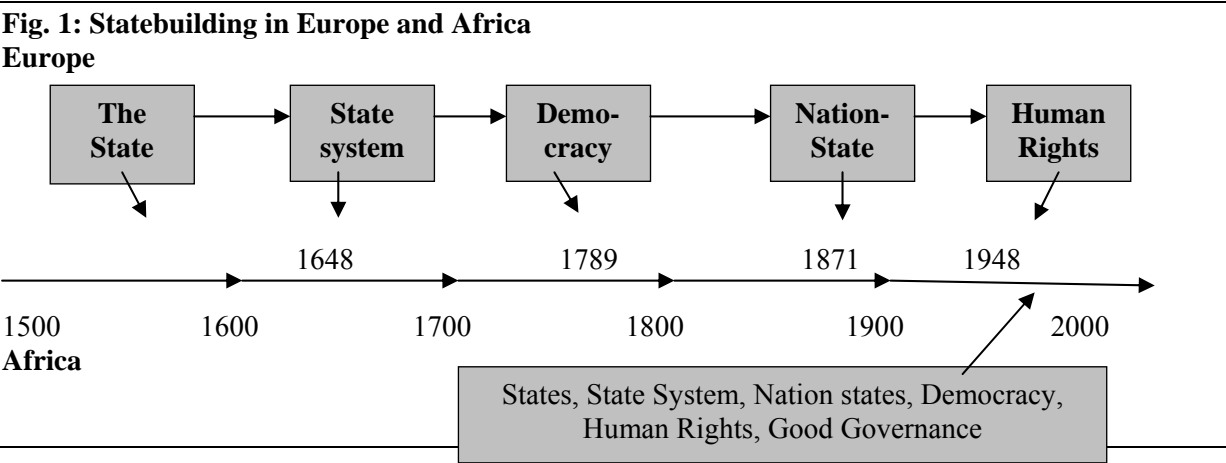 Fig. 1: Statebuilding in Europe and Africa
Europe
The
State
State
system
Demo-
cracy
Nation-
State
Human
Rights
1648
1789
1871
1948
1500
1600
1700
1800
1900
2000
Africa
States, State System, Nation states, Democracy,
Human Rights, Good Governance